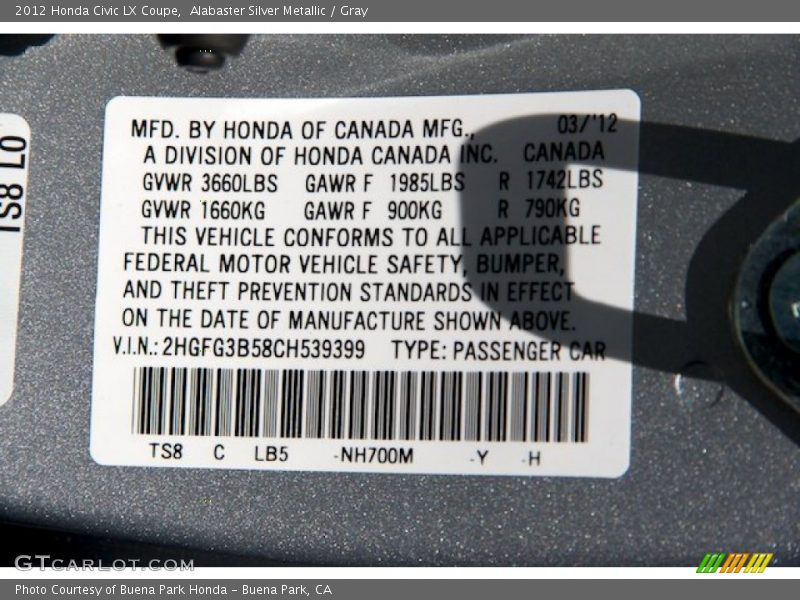 2012 Honda Civic LX Coupe,  Alabaster Silver Metallic / Gray
TS8 LO
MFD. BY HONDA OF CANADA MFG., 03/'12
A DIVISION OF HONDA CANADA INC. CANADA
GVWR 3660LBS GAWR F 1985LBS R 1742LBS
GVWR 1660KG GAWR F 900KG R 790KG
THIS VEHICLE CONFORMS TO ALL APPLICABLE
FEDERAL MOTOR VEHICLE SAFETY, BUMPER,
AND THEFT PREVENTION STANDARDS IN EFFECT
ON THE DATE OF MANUFACTURE SHOWN ABOVE.
V.I.N.: 2HGFG3B58CH539399 TYPE: PASSENGER CAR
TS8 C LB5 -NH700M -Y -H
GTCARLOT.COM
Photo Courtesy of Buena Park Honda – Buena Park, CA